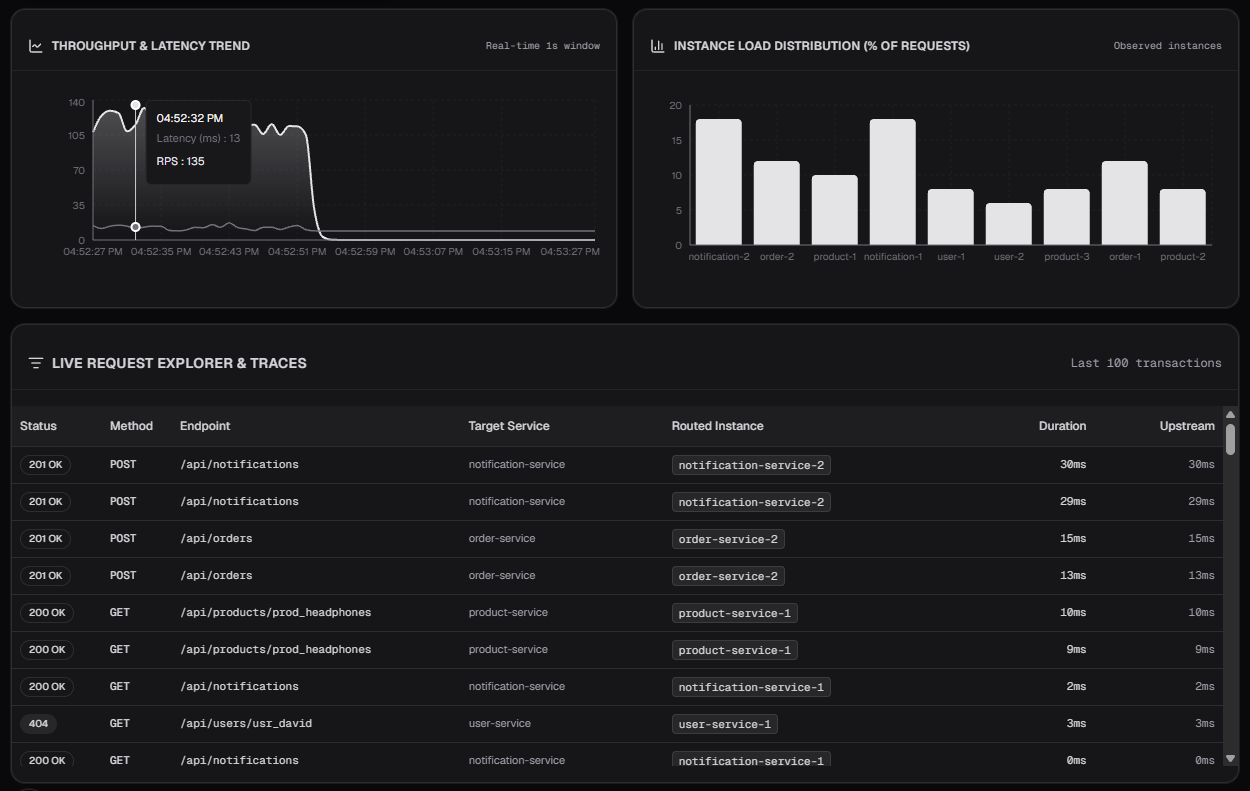 THROUGHPUT & LATENCY TREND
Real-time 1s window
140
105
70
35
0
04:52:32 PM
Latency (ms) : 13
RPS : 135
04:52:27 PM 04:52:35 PM 04:52:43 PM 04:52:51 PM 04:52:59 PM 04:53:07 PM 04:53:15 PM 04:53:27 PM
INSTANCE LOAD DISTRIBUTION (% OF REQUESTS)
Observed instances
20
15
10
5
0
notification-2 order-2 product-1 notification-1 user-1 user-2 product-3 order-1 product-2
LIVE REQUEST EXPLORER & TRACES
Last 100 transactions
Status Method Endpoint Target Service Routed Instance Duration Upstream
201 OK POST /api/notifications notification-service notification-service-2 30ms 30ms
201 OK POST /api/notifications notification-service notification-service-2 29ms 29ms
201 OK POST /api/orders order-service order-service-2 15ms 15ms
201 OK POST /api/orders order-service order-service-2 13ms 13ms
200 OK GET /api/products/prod_headphones product-service product-service-1 10ms 10ms
200 OK GET /api/products/prod_headphones product-service product-service-1 9ms 9ms
200 OK GET /api/notifications notification-service notification-service-1 2ms 2ms
404 GET /api/users/usr_david user-service user-service-1 3ms 3ms
200 OK GET /api/notifications notification-service notification-service-1 0ms 0ms